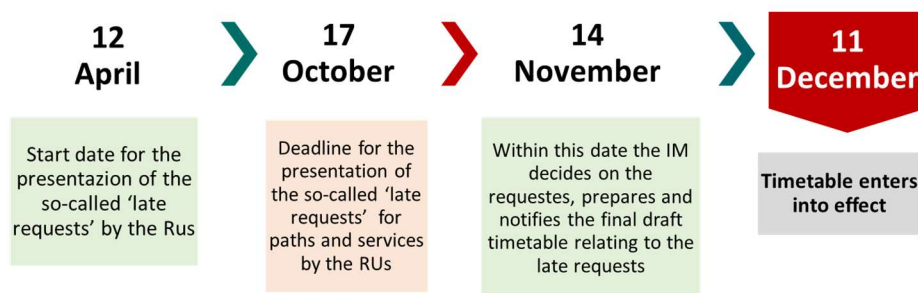 12
April
17
October
14
November
11
December
Start date for the
presentazion of the
so-called ‘late
requests’ by the Rus
Deadline for the
presentation of
the so-called ‘late
requests’ for
paths and services
by the RUs
Within this date the IM
decides on the
requestes, prepares and
notifies the final draft
timetable relating to the
late requests
Timetable enters
into effect